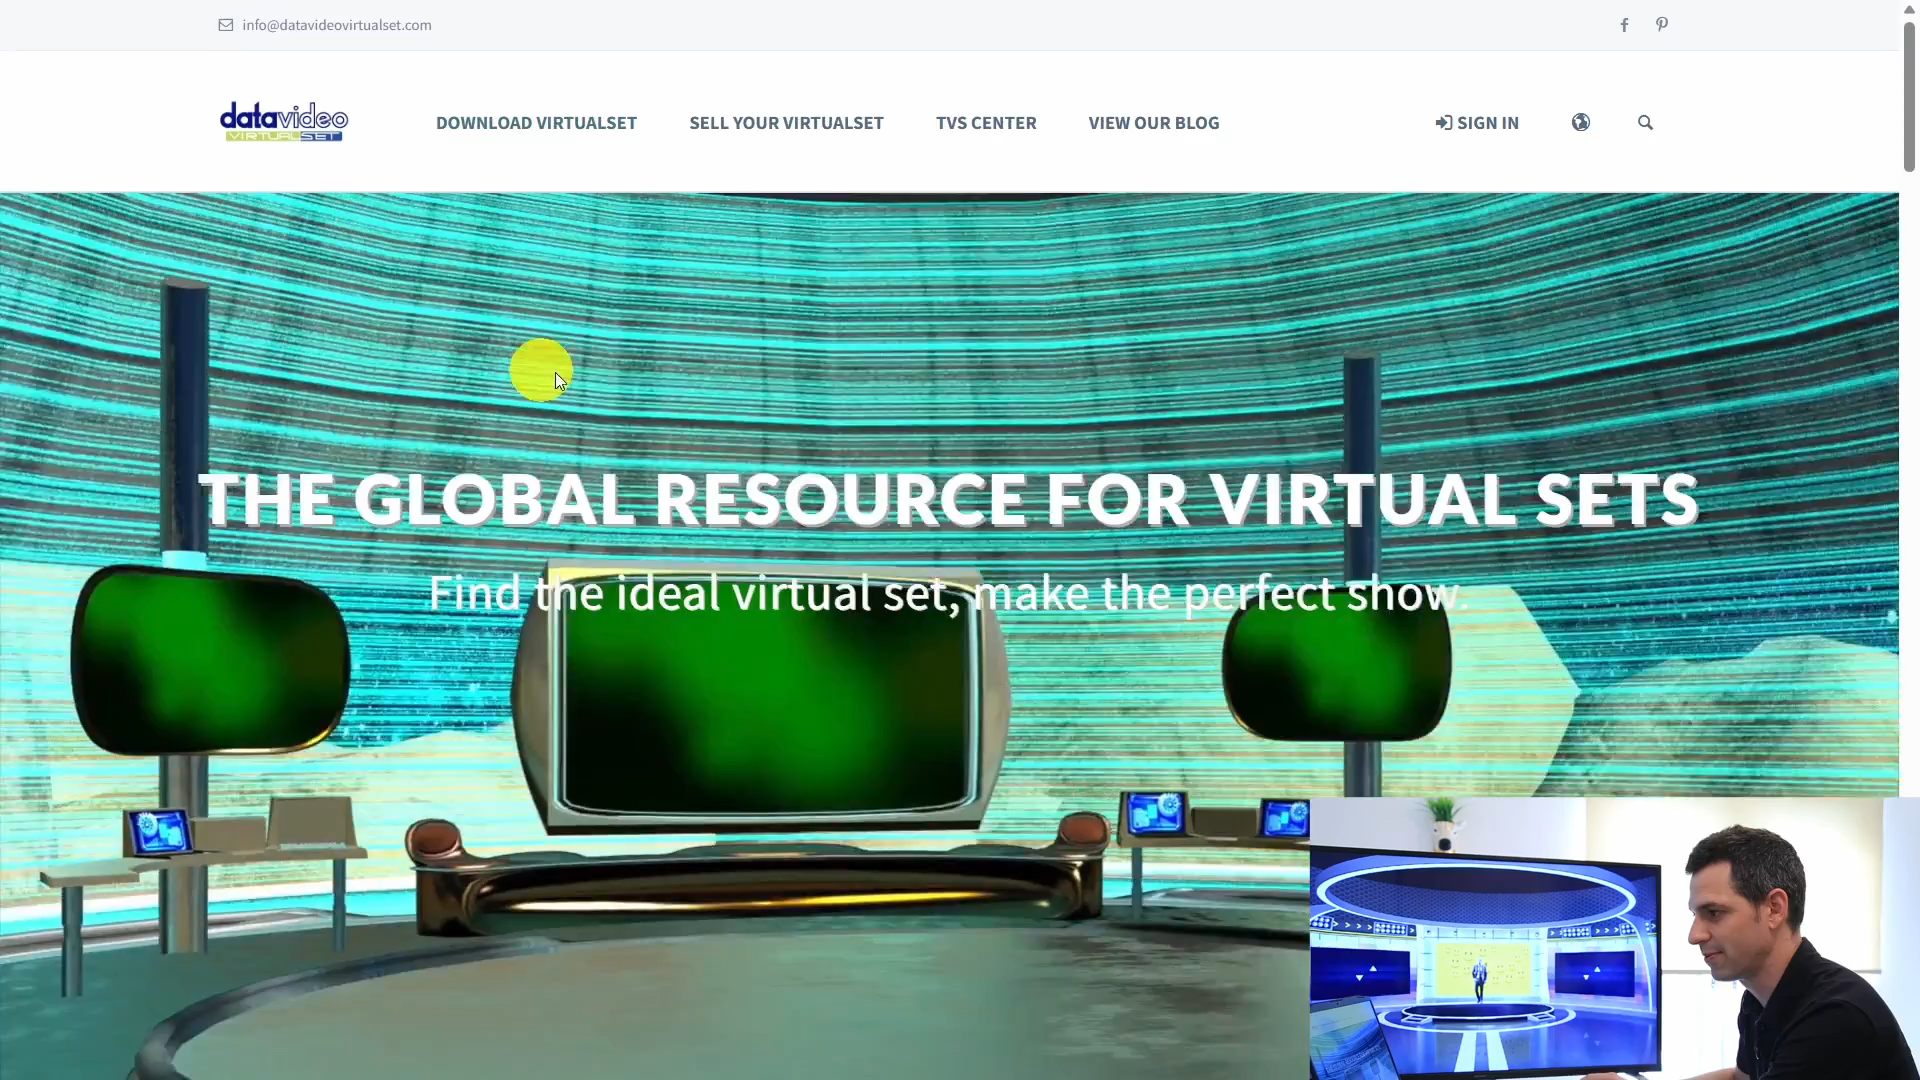 info@datavideovirtualset.com
datavideo
VIRTUALSET
DOWNLOAD VIRTUALSET
SELL YOUR VIRTUALSET
TVS CENTER
VIEW OUR BLOG
SIGN IN
THE GLOBAL RESOURCE FOR VIRTUAL SETS
Find the ideal virtual set, make the perfect show.